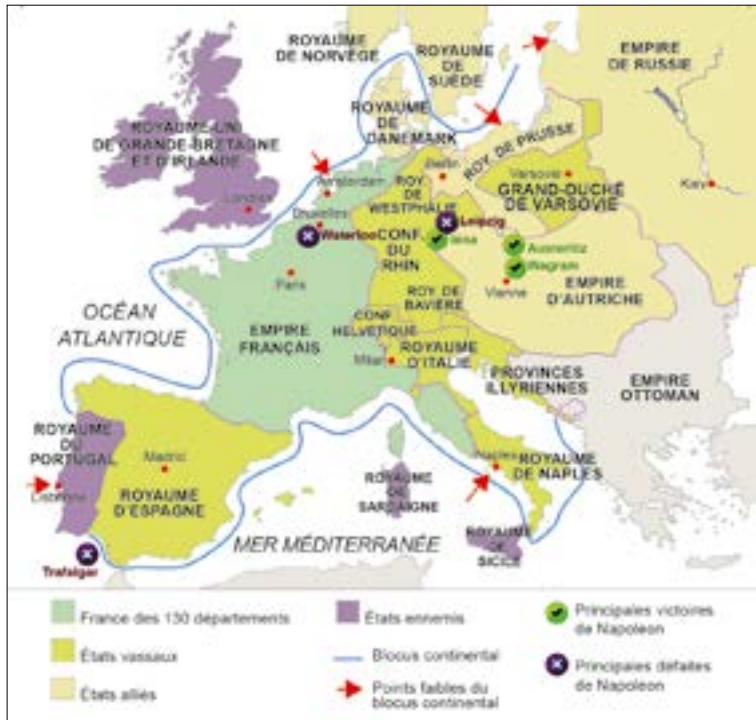 ROYAUME
DE
NORVÈGE
ROYAUME
DE
SUÈDE
EMPIRE
DE RUSSIE
ROYAUME
DE
DANEMARK
ROYAUME-UNI
DE GRANDE-BRETAGNE
ET D'IRLANDE
Londres
Amsterdam
Bruxelles
Waterloo
ROY
DE
WESTPHALIE
Berlin
ROY DE PRUSSE
Varsovie
GRAND-DUCHÉ
DE VARSOVIE
Kiev
Leipzig
Iena
CONF.
DU
RHIN
Austerlitz
Wagram
Vienne
EMPIRE
D'AUTRICHE
Paris
ROY DE
BAVIÈRE
OCÉAN
ATLANTIQUE
EMPIRE
FRANÇAIS
CONF
HELVÉTIQUE
Milan
ROYAUME
D'ITALIE
PROVINCES
ILLYRIENNES
EMPIRE
OTTOMAN
ROYAUME
DU
PORTUGAL
Lisbonne
Madrid
ROYAUME
D'ESPAGNE
Naples
ROYAUME
DE NAPLES
ROYAUME
DE
SARDAIGNE
ROYAUME
DE
SICILE
MER MÉDITERRANÉE
Trafalgar
France des 130 départements
États vassaux
États alliés
États ennemis
Blocus continental
Points faibles du
blocus continental
Principales victoires
de Napoleon
Principales défaites
de Napoleon